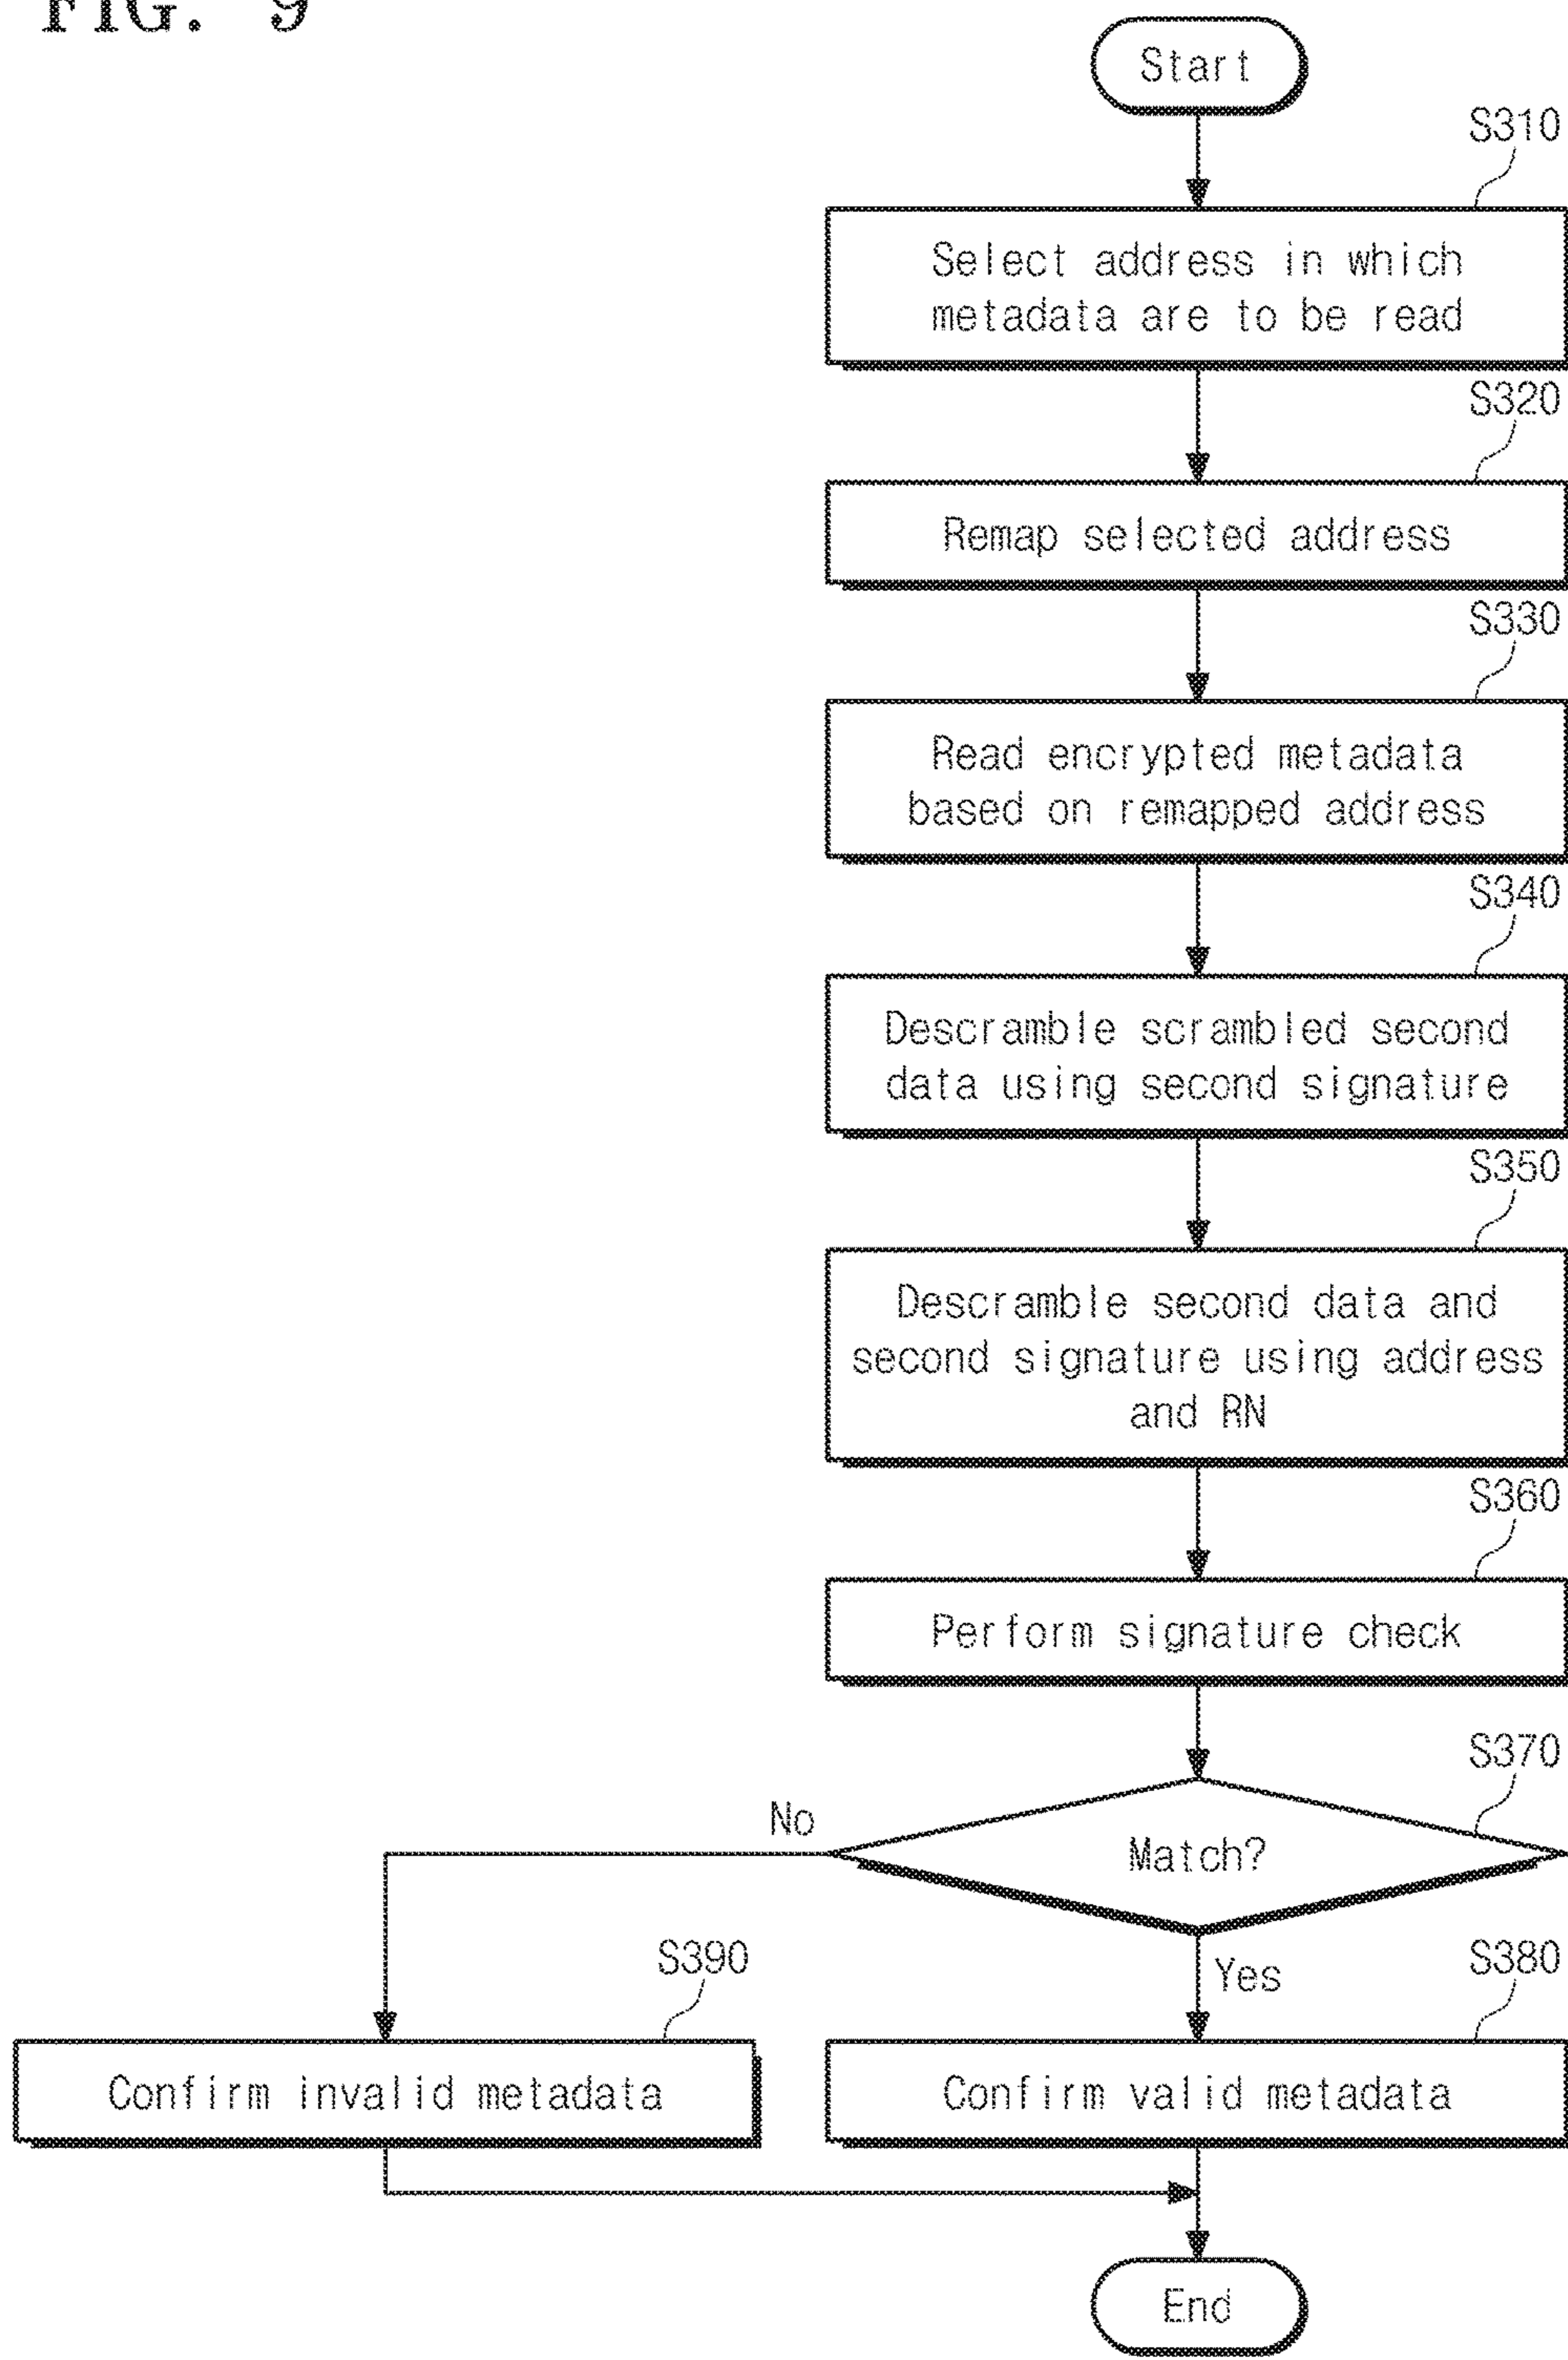 FIG. 9
Start
S310
Select address in which
metadata are to be read
S320
Remap selected address
S330
Read encrypted metadata
based on remapped address
S340
Descramble scrambled second
data using second signature
S350
Descramble second data and
second signature using address
and RN
S360
Perform signature check
S370
Match?
No
Yes
S390
S380
Confirm invalid metadata
Confirm valid metadata
End